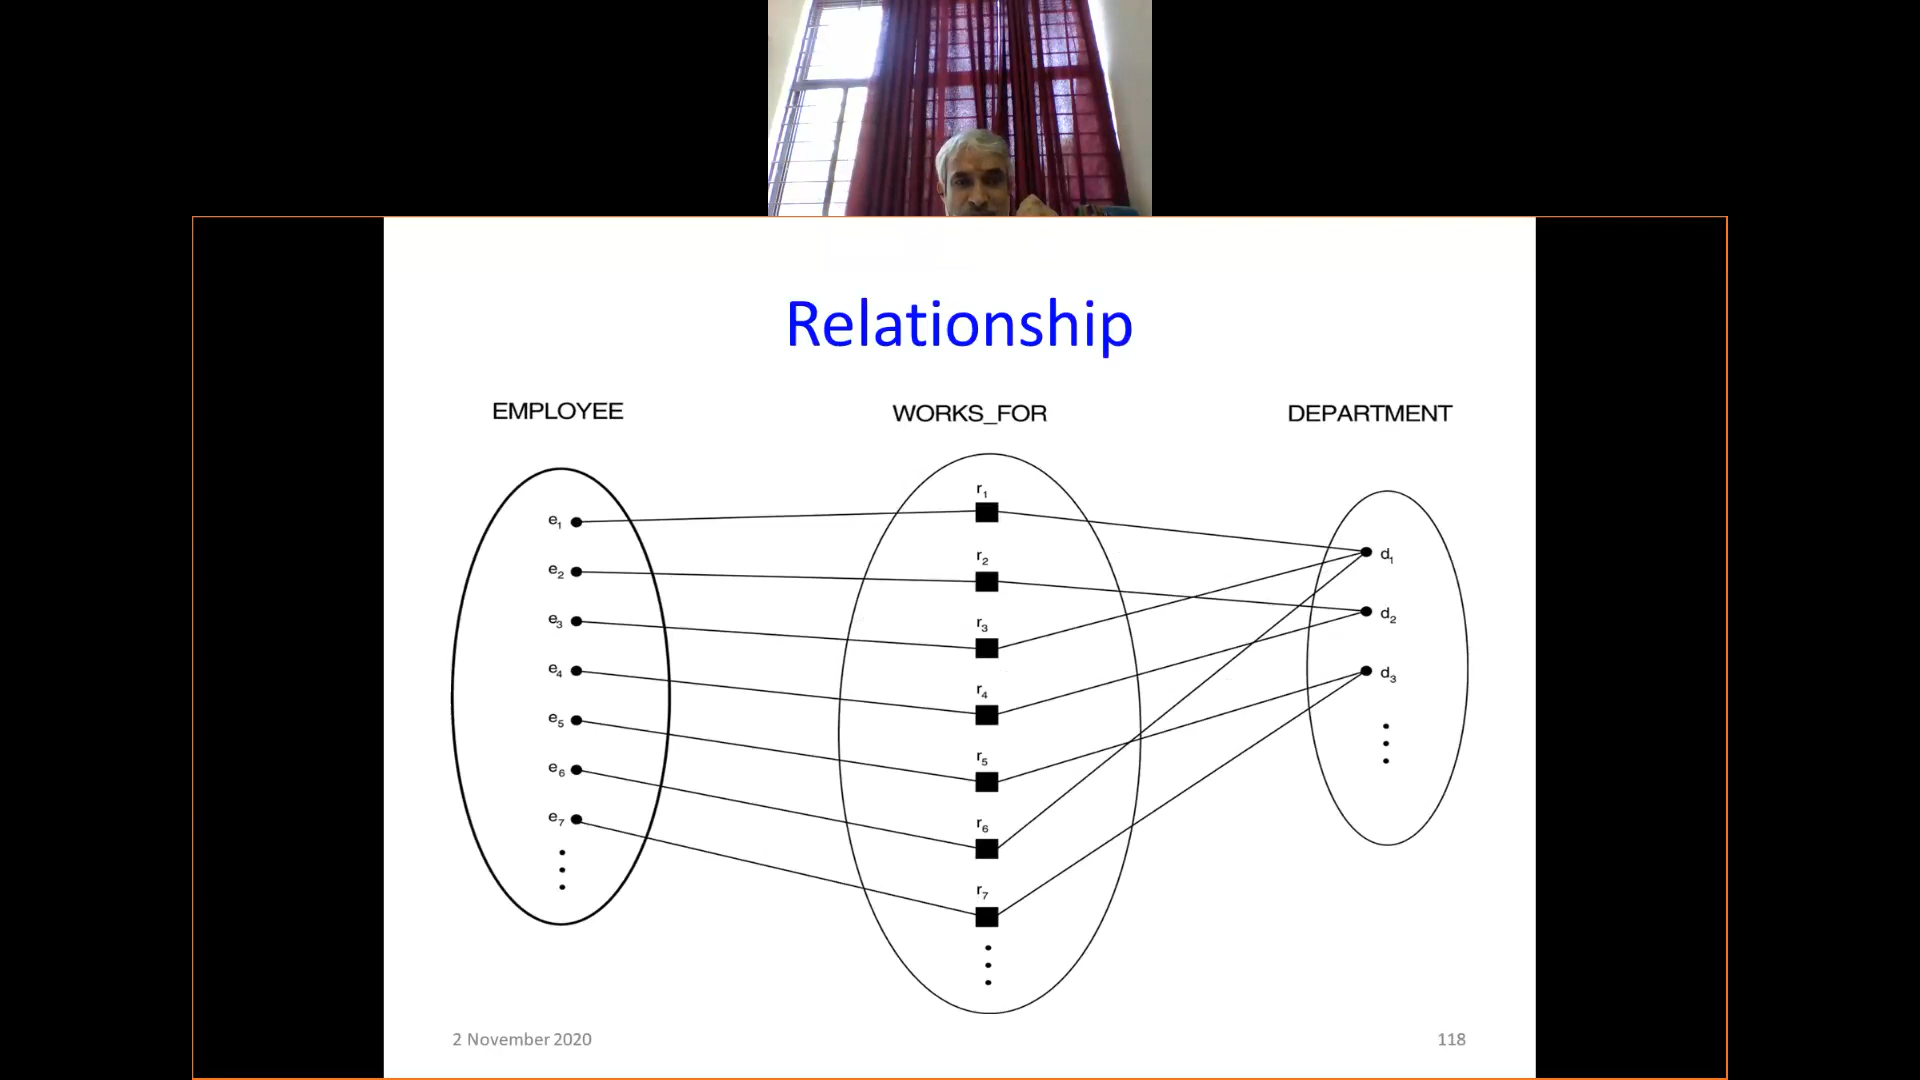 Relationship
EMPLOYEE WORKS_FOR DEPARTMENT
r₁
e₁
d₁
r₂
e₂
d₂
e₃
r₃
e₄
d₃
r₄
e₅
r₅
e₆
e₇
r₆
r₇
2 November 2020 118